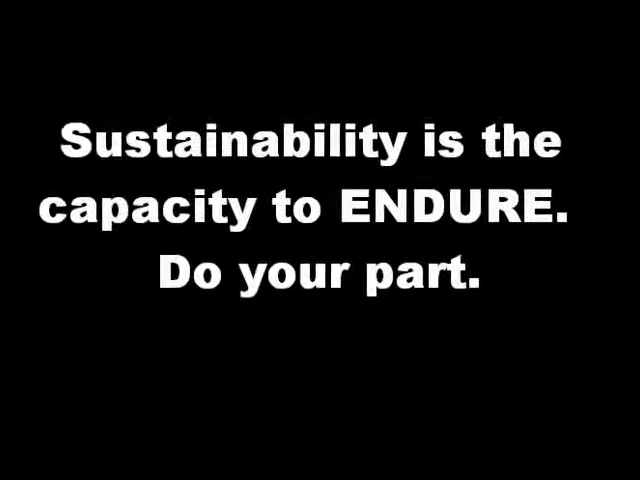 Sustainability is the
capacity to ENDURE.
Do your part.